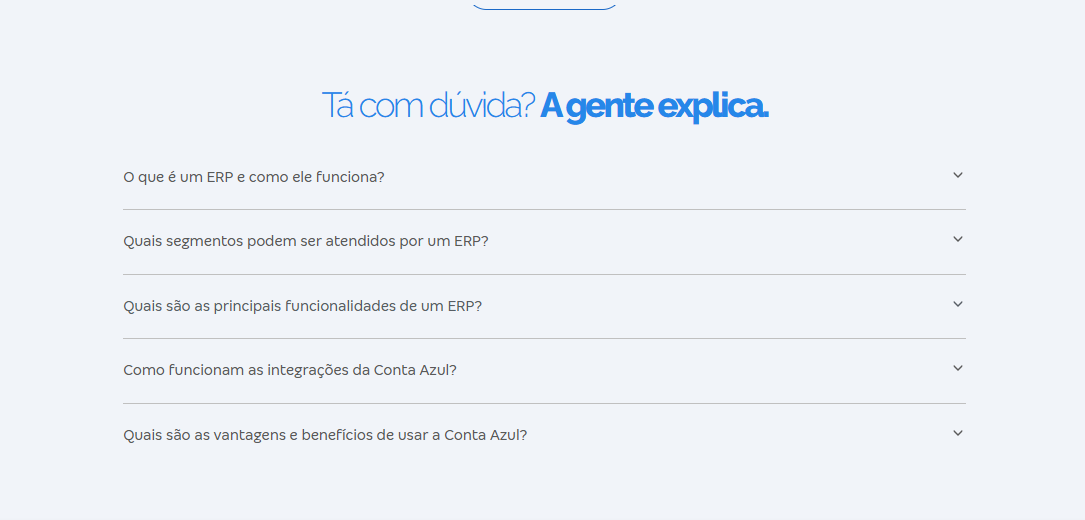 Tá com dúvida? A gente explica.
O que é um ERP e como ele funciona?
Quais segmentos podem ser atendidos por um ERP?
Quais são as principais funcionalidades de um ERP?
Como funcionam as integrações da Conta Azul?
Quais são as vantagens e benefícios de usar a Conta Azul?